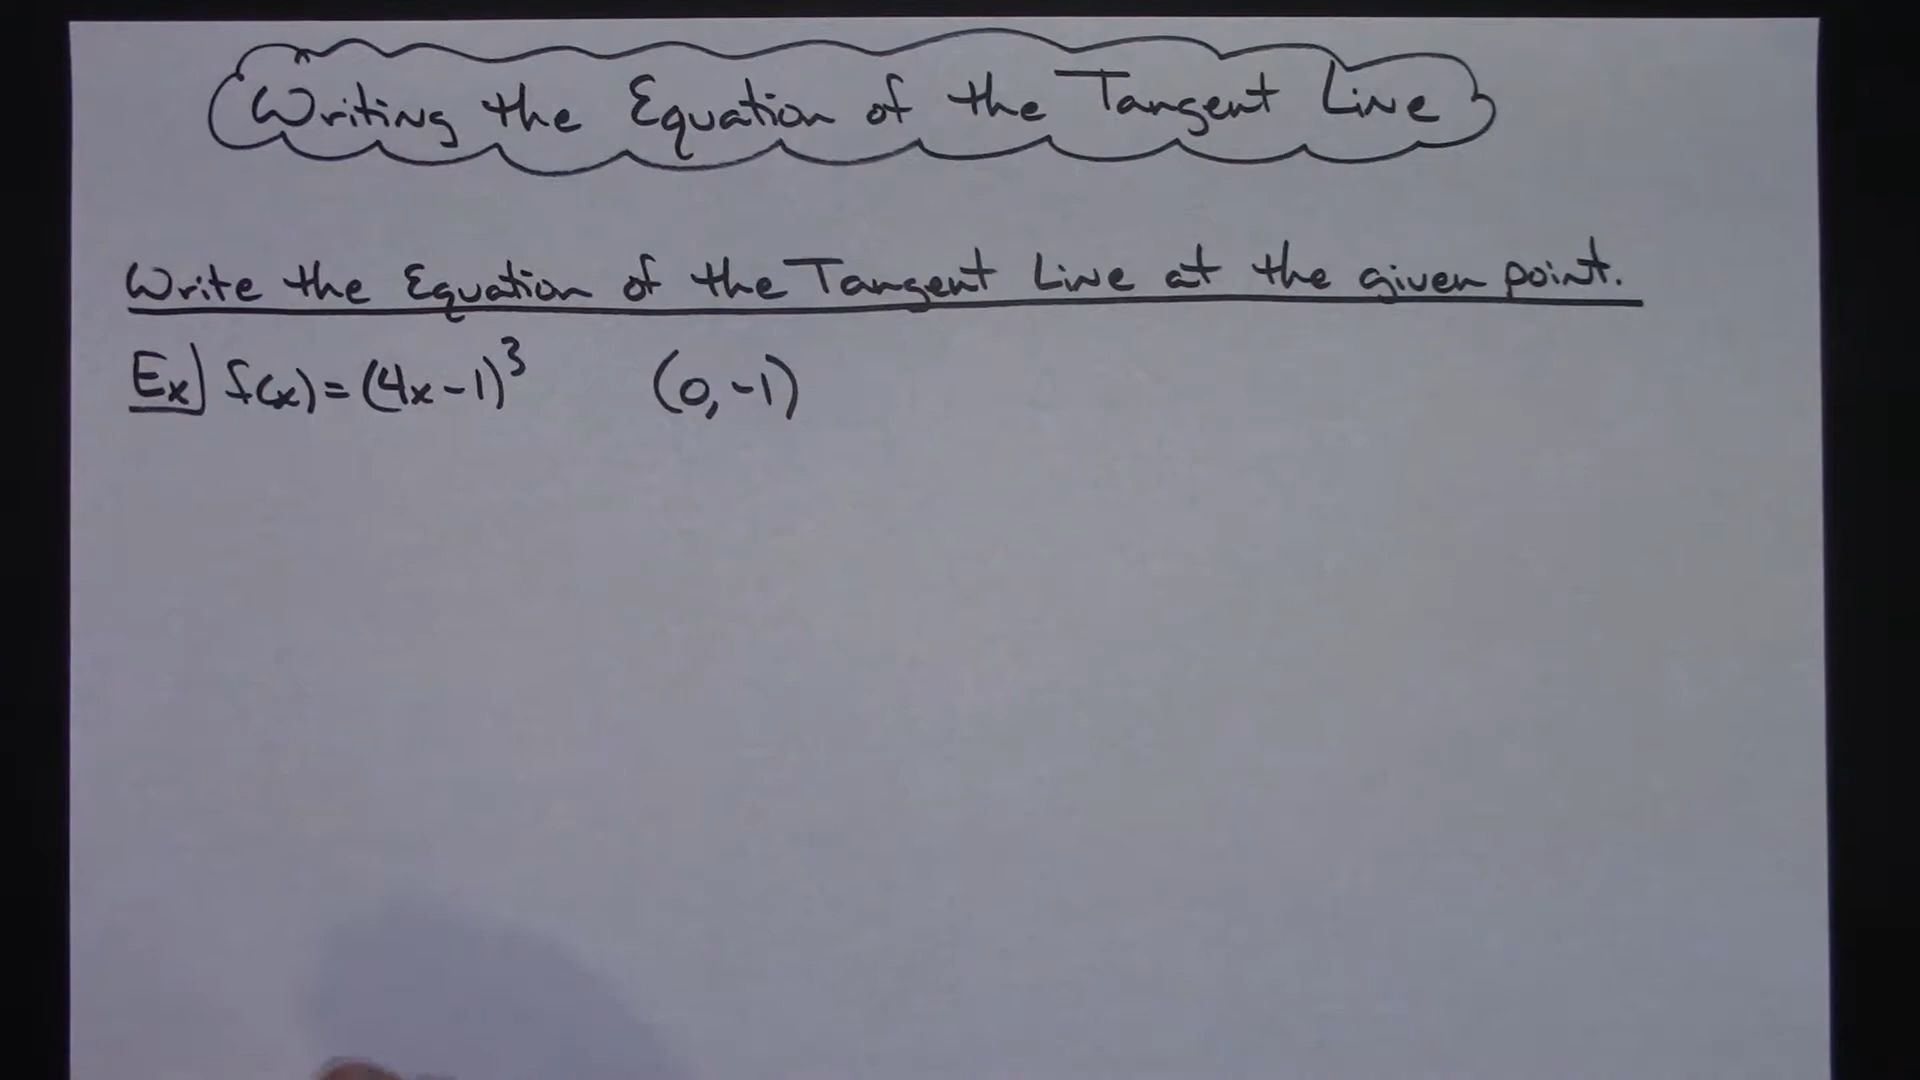 Writing the Equation of the Tangent Line
Write the Equation of the Tangent Line at the given point.
Ex] f(x)=(4x-1)³ (0,-1)